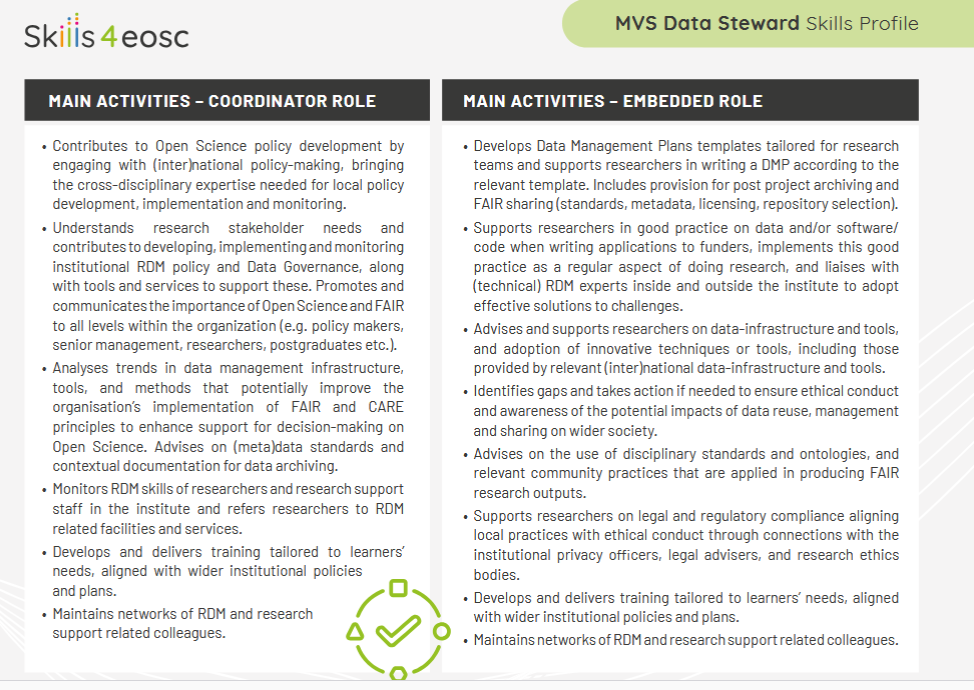 Skills4eosc
MVS Data Steward Skills Profile
MAIN ACTIVITIES – COORDINATOR ROLE
• Contributes to Open Science policy development by
engaging with (inter)national policy-making, bringing
the cross-disciplinary expertise needed for local policy
development, implementation and monitoring.
• Understands research stakeholder needs and
contributes to developing, implementing and monitoring
institutional RDM policy and Data Governance, along
with tools and services to support these. Promotes and
communicates the importance of Open Science and FAIR
to all levels within the organization (e.g. policy makers,
senior management, researchers, postgraduates etc.).
• Analyses trends in data management infrastructure,
tools, and methods that potentially improve the
organisation's implementation of FAIR and CARE
principles to enhance support for decision-making on
Open Science. Advises on (meta)data standards and
contextual documentation for data archiving.
• Monitors RDM skills of researchers and research support
staff in the institute and refers researchers to RDM
related facilities and services.
• Develops and delivers training tailored to learners'
needs, aligned with wider institutional policies
and plans.
• Maintains networks of RDM and research
support related colleagues.
MAIN ACTIVITIES – EMBEDDED ROLE
• Develops Data Management Plans templates tailored for research
teams and supports researchers in writing a DMP according to the
relevant template. Includes provision for post project archiving and
FAIR sharing (standards, metadata, licensing, repository selection).
• Supports researchers in good practice on data and/or software/
code when writing applications to funders, implements this good
practice as a regular aspect of doing research, and liaises with
(technical) RDM experts inside and outside the institute to adopt
effective solutions to challenges.
• Advises and supports researchers on data-infrastructure and tools,
and adoption of innovative techniques or tools, including those
provided by relevant (inter)national data-infrastructure and tools.
• Identifies gaps and takes action if needed to ensure ethical conduct
and awareness of the potential impacts of data reuse, management
and sharing on wider society.
• Advises on the use of disciplinary standards and ontologies, and
relevant community practices that are applied in producing FAIR
research outputs.
• Supports researchers on legal and regulatory compliance aligning
local practices with ethical conduct through connections with the
institutional privacy officers, legal advisers, and research ethics
bodies.
• Develops and delivers training tailored to learners' needs, aligned
with wider institutional policies and plans.
• Maintains networks of RDM and research support related colleagues.